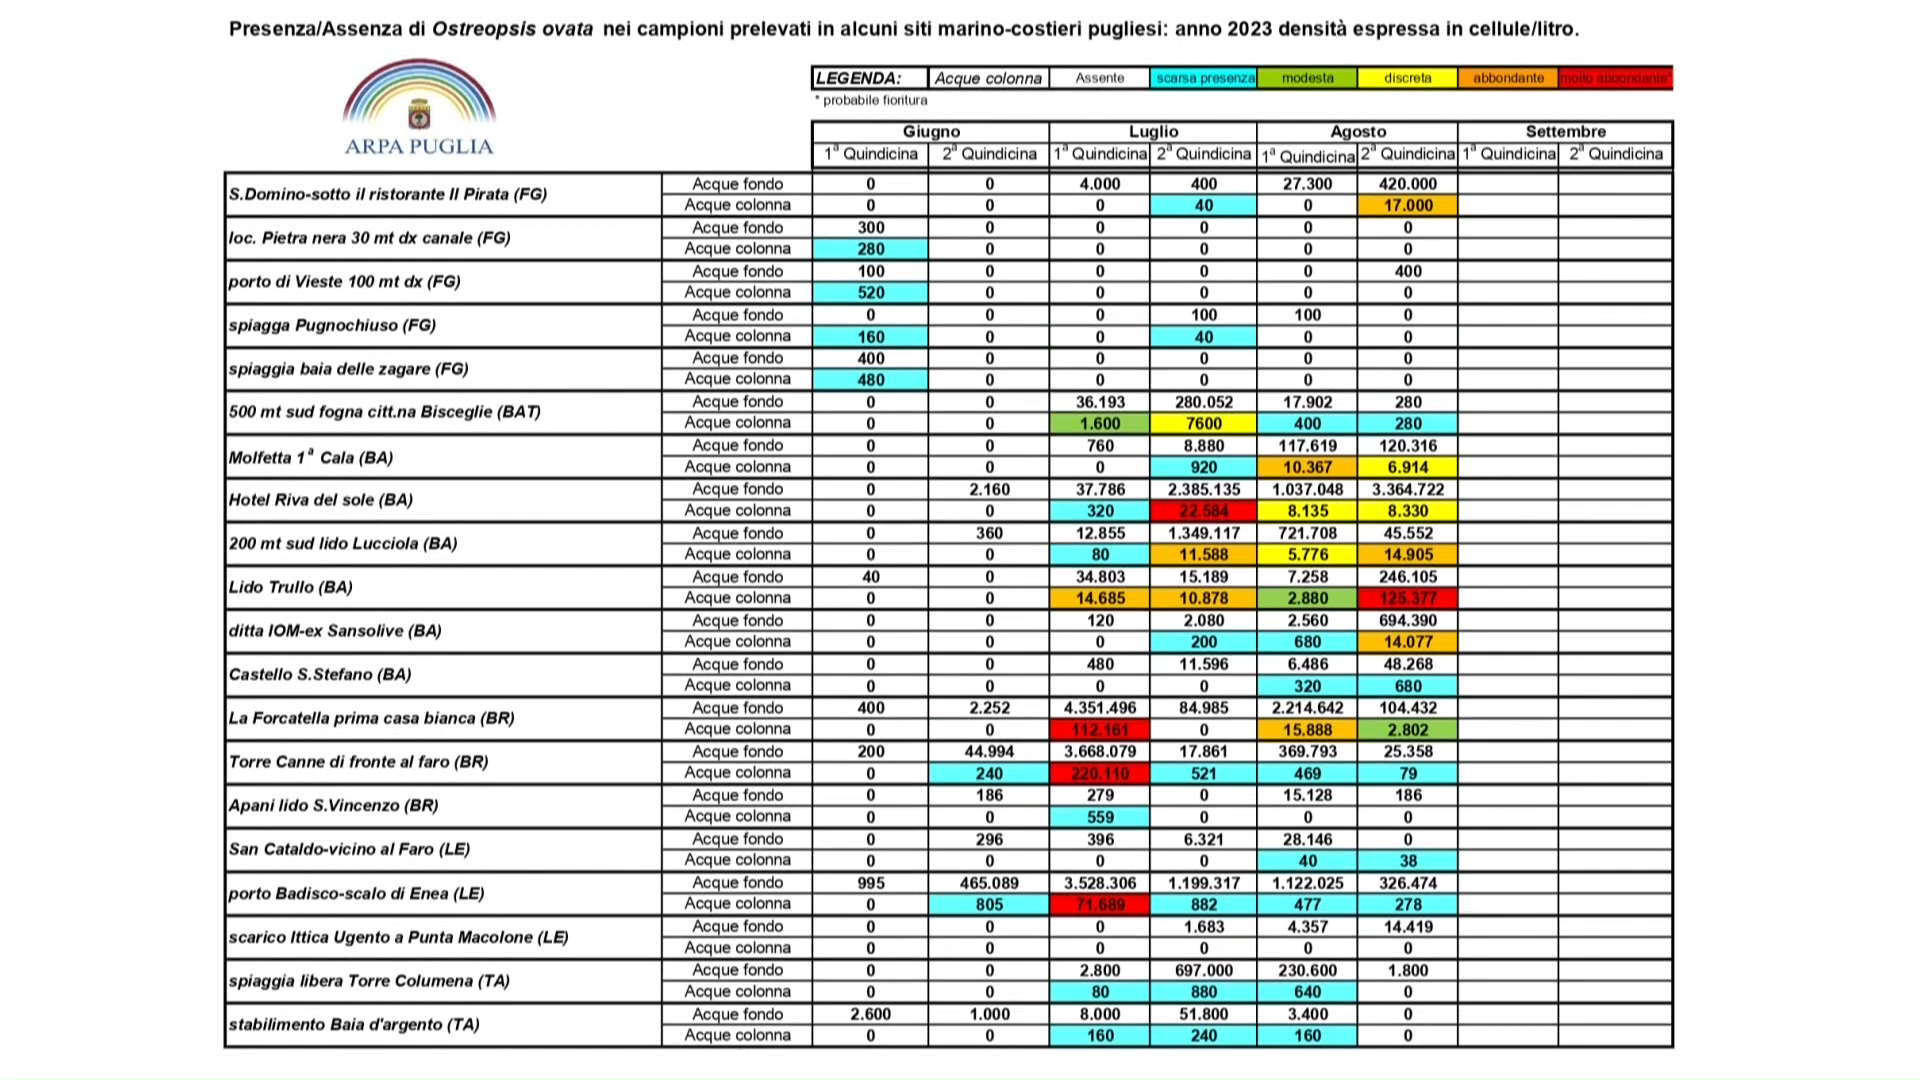 Presenza/Assenza di Ostreopsis ovata nei campioni prelevati in alcuni siti marino-costieri pugliesi: anno 2023 densità espressa in cellule/litro.
ARPA PUGLIA
LEGENDA: Acque colonna Assente scarsa presenza modesta discreta abbondante molto abbondante*
* probabile fioritura
Giugno Luglio Agosto Settembre
1ª Quindicina 2ª Quindicina 1ª Quindicina 2ª Quindicina 1ª Quindicina 2ª Quindicina 1ª Quindicina 2ª Quindicina
S.Domino-sotto il ristorante Il Pirata (FG)
Acque fondo 0 0 4.000 400 27.300 420.000
Acque colonna 0 0 0 40 0 17.000
loc. Pietra nera 30 mt dx canale (FG)
Acque fondo 300 0 0 0 0 0
Acque colonna 280 0 0 0 0 0
porto di Vieste 100 mt dx (FG)
Acque fondo 100 0 0 0 0 400
Acque colonna 520 0 0 0 0 0
spiagga Pugnochiuso (FG)
Acque fondo 0 0 0 100 100 0
Acque colonna 160 0 0 40 0 0
spiaggia baia delle zagare (FG)
Acque fondo 400 0 0 0 0 0
Acque colonna 480 0 0 0 0 0
500 mt sud fogna citt.na Bisceglie (BAT)
Acque fondo 0 0 36.193 280.052 17.902 280
Acque colonna 0 0 1.600 7600 400 280
Molfetta 1ª Cala (BA)
Acque fondo 0 0 760 8.880 117.619 120.316
Acque colonna 0 0 0 920 10.367 6.914
Hotel Riva del sole (BA)
Acque fondo 0 2.160 37.786 2.385.135 1.037.048 3.364.722
Acque colonna 0 0 320 22.584 8.135 8.330
200 mt sud lido Lucciola (BA)
Acque fondo 0 360 12.855 1.349.117 721.708 45.552
Acque colonna 0 0 80 11.588 5.776 14.905
Lido Trullo (BA)
Acque fondo 40 0 34.803 15.189 7.258 246.105
Acque colonna 0 0 14.685 10.878 2.880 125.377
ditta IOM-ex Sansolive (BA)
Acque fondo 0 0 120 2.080 2.560 694.390
Acque colonna 0 0 0 200 680 14.077
Castello S.Stefano (BA)
Acque fondo 0 0 480 11.596 6.486 48.268
Acque colonna 0 0 0 0 320 680
La Forcatella prima casa bianca (BR)
Acque fondo 400 2.252 4.351.496 84.985 2.214.642 104.432
Acque colonna 0 0 112.161 0 15.888 2.802
Torre Canne di fronte al faro (BR)
Acque fondo 200 44.994 3.668.079 17.861 369.793 25.358
Acque colonna 0 240 220.110 521 469 79
Apani lido S.Vincenzo (BR)
Acque fondo 0 186 279 0 15.128 186
Acque colonna 0 0 559 0 0 0
San Cataldo-vicino al Faro (LE)
Acque fondo 0 296 396 6.321 28.146 0
Acque colonna 0 0 0 0 40 38
porto Badisco-scalo di Enea (LE)
Acque fondo 995 465.089 3.528.306 1.199.317 1.122.025 326.474
Acque colonna 0 805 71.689 882 477 278
scarico Ittica Ugento a Punta Macolone (LE)
Acque fondo 0 0 0 1.683 4.357 14.419
Acque colonna 0 0 0 0 0 0
spiaggia libera Torre Columena (TA)
Acque fondo 0 0 2.800 697.000 230.600 1.800
Acque colonna 0 0 80 880 640 0
stabilimento Baia d'argento (TA)
Acque fondo 2.600 1.000 8.000 51.800 3.400 0
Acque colonna 0 0 160 240 160 0